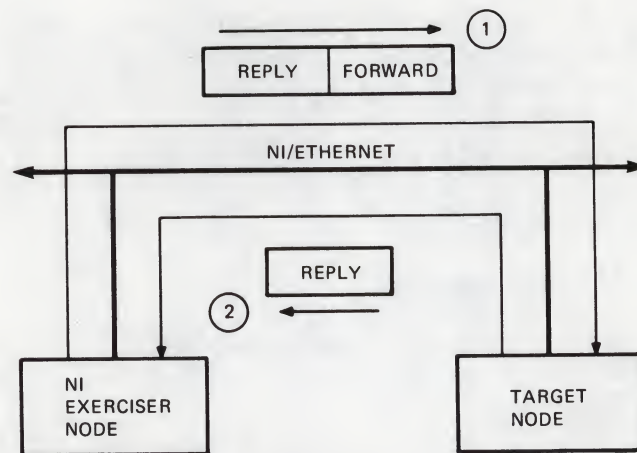 1
REPLY FORWARD
NI/ETHERNET
REPLY
2
NI
EXERCISER
NODE
TARGET
NODE